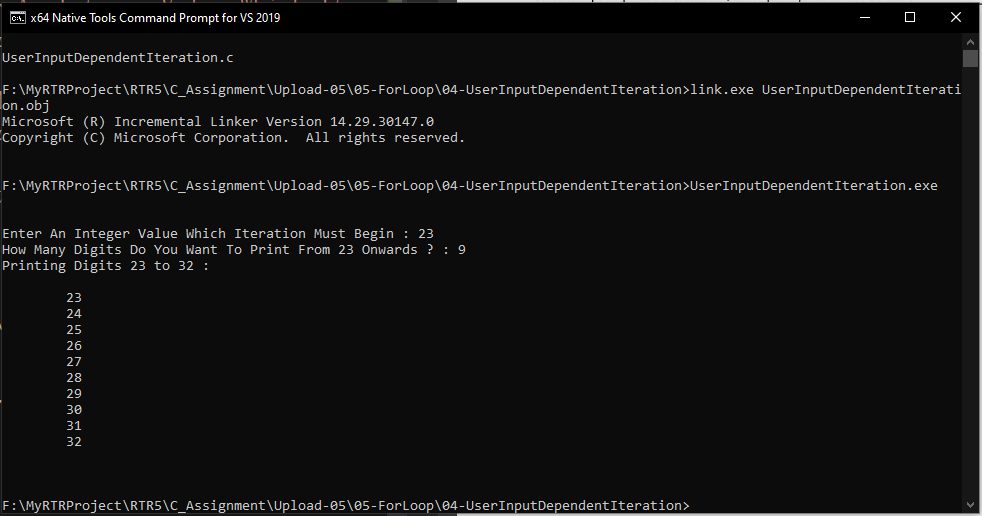 x64 Native Tools Command Prompt for VS 2019
UserInputDependentIteration.c
F:\MyRTRProject\RTR5\C_Assignment\Upload-05\05-ForLoop\04-UserInputDependentIteration>link.exe UserInputDependentIterati
on.obj
Microsoft (R) Incremental Linker Version 14.29.30147.0
Copyright (C) Microsoft Corporation.  All rights reserved.
F:\MyRTRProject\RTR5\C_Assignment\Upload-05\05-ForLoop\04-UserInputDependentIteration>UserInputDependentIteration.exe
Enter An Integer Value Which Iteration Must Begin : 23
How Many Digits Do You Want To Print From 23 Onwards ? : 9
Printing Digits 23 to 32 :
23
24
25
26
27
28
29
30
31
32
F:\MyRTRProject\RTR5\C_Assignment\Upload-05\05-ForLoop\04-UserInputDependentIteration>